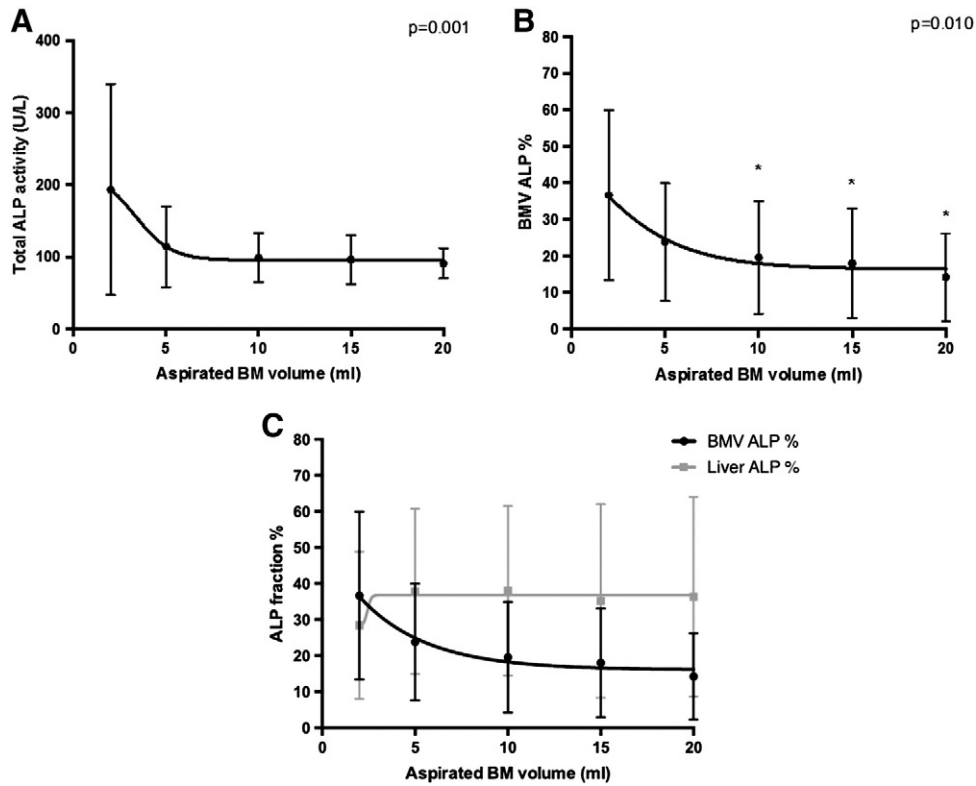 A
p=0.001
400
300
200
100
0
Total ALP activity (U/L)
0 5 10 15 20
Aspirated BM volume (ml)
B
p=0.010
80
70
60
50
40
30
20
10
0
BMV ALP %
* * *
0 5 10 15 20
Aspirated BM volume (ml)
C
BMV ALP %
Liver ALP %
80
70
60
50
40
30
20
10
0
ALP fraction %
0 5 10 15 20
Aspirated BM volume (ml)